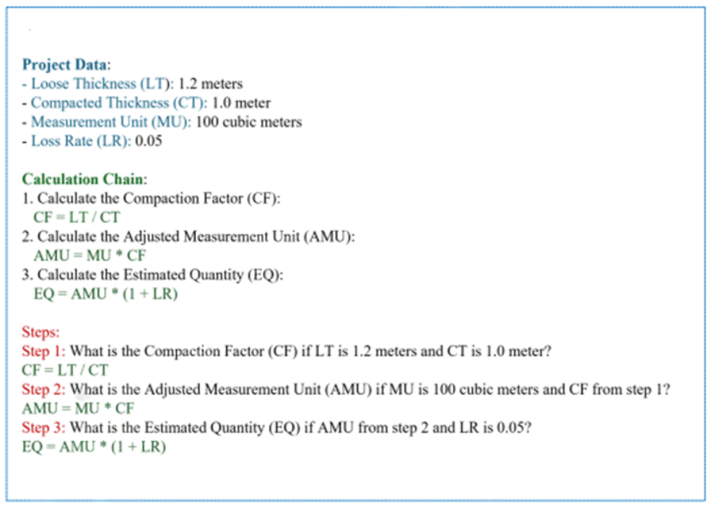 Project Data:
- Loose Thickness (LT): 1.2 meters
- Compacted Thickness (CT): 1.0 meter
- Measurement Unit (MU): 100 cubic meters
- Loss Rate (LR): 0.05
Calculation Chain:
1. Calculate the Compaction Factor (CF):
CF = LT / CT
2. Calculate the Adjusted Measurement Unit (AMU):
AMU = MU * CF
3. Calculate the Estimated Quantity (EQ):
EQ = AMU * (1 + LR)
Steps:
Step 1: What is the Compaction Factor (CF) if LT is 1.2 meters and CT is 1.0 meter?
CF = LT / CT
Step 2: What is the Adjusted Measurement Unit (AMU) if MU is 100 cubic meters and CF from step 1?
AMU = MU * CF
Step 3: What is the Estimated Quantity (EQ) if AMU from step 2 and LR is 0.05?
EQ = AMU * (1 + LR)